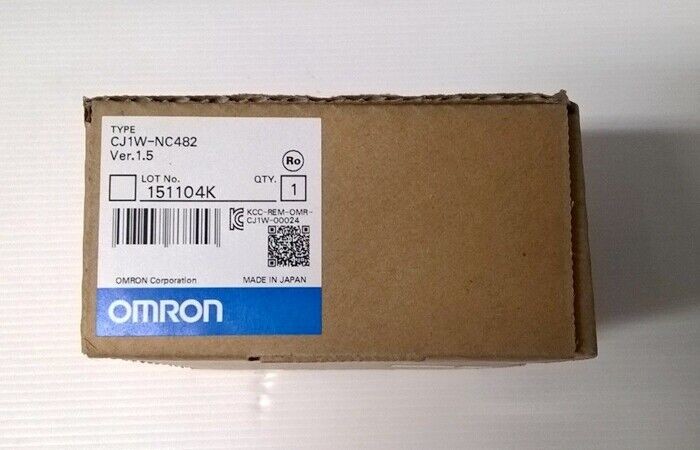 TYPE
CJ1W-NC482
Ver.1.5
Ro
LOT No.
151104K
QTY.
1
KCC-REM-OMR-
CJ1W-00024
OMRON Corporation
MADE IN JAPAN
OMRON